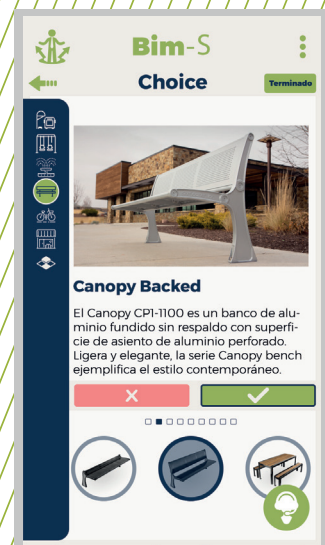 Bim-S
Choice
Terminado
Canopy Backed
El Canopy CP1-1100 es un banco de alu-
minio fundido sin respaldo con superfi-
cie de asiento de aluminio perforado.
Ligera y elegante, la serie Canopy bench
ejemplifica el estilo contemporáneo.